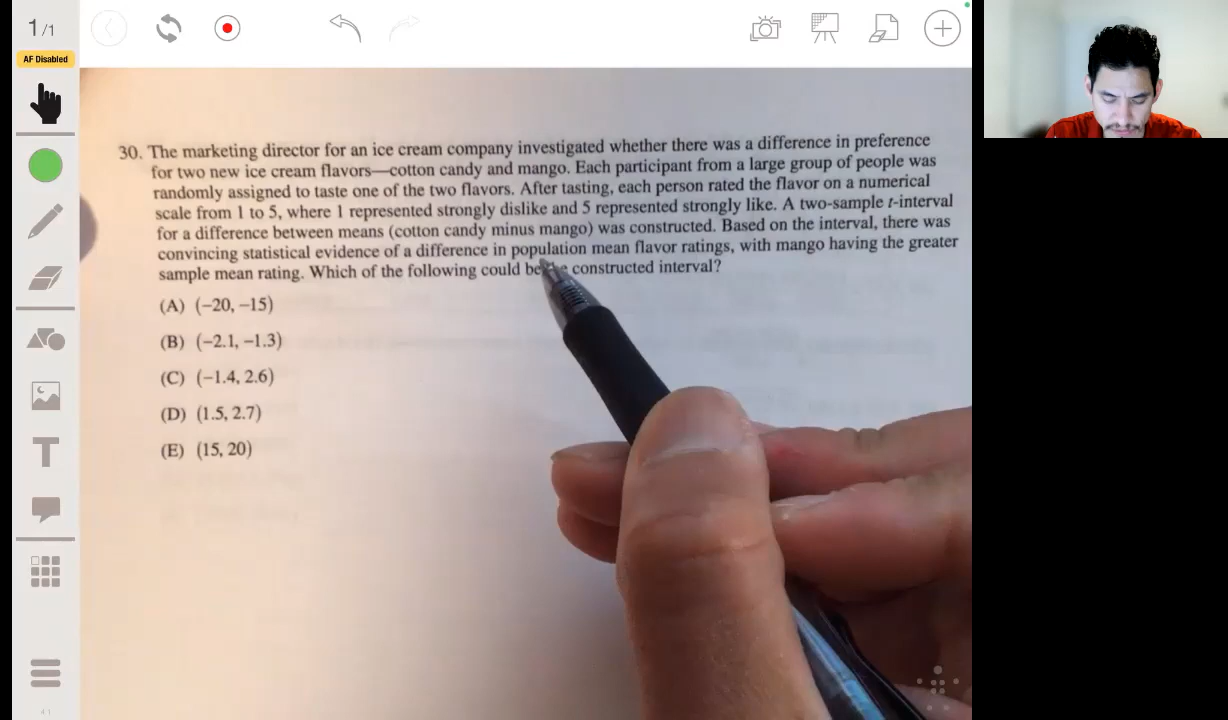 1/1
AF Disabled
30. The marketing director for an ice cream company investigated whether there was a difference in preference
for two new ice cream flavors—cotton candy and mango. Each participant from a large group of people was
randomly assigned to taste one of the two flavors. After tasting, each person rated the flavor on a numerical
scale from 1 to 5, where 1 represented strongly dislike and 5 represented strongly like. A two-sample t-interval
for a difference between means (cotton candy minus mango) was constructed. Based on the interval, there was
convincing statistical evidence of a difference in population mean flavor ratings, with mango having the greater
sample mean rating. Which of the following could be the constructed interval?
(A) (−20, −15)
(B) (−2.1, −1.3)
(C) (−1.4, 2.6)
(D) (1.5, 2.7)
(E) (15, 20)
T